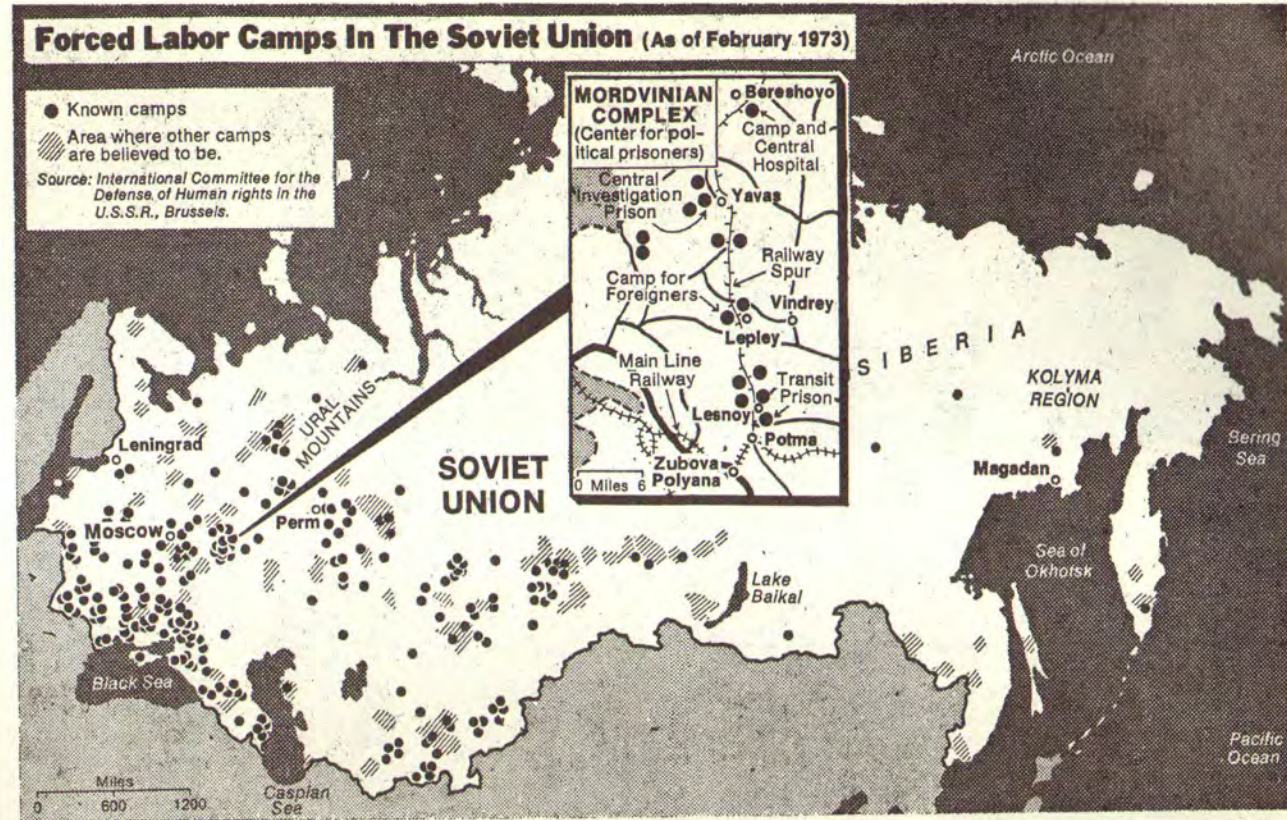 Forced Labor Camps In The Soviet Union (As of February 1973)
Known camps
Area where other camps
are believed to be.
Source: International Committee for the
Defense of Human rights in the
U.S.S.R., Brussels.
MORDVINIAN
COMPLEX
(Center for pol-
itical prisoners)
Bereshovo
Camp and
Central
Hospital
Central
Investigation
Prison
Yavas
Railway
Spur
Camp for
Foreigners
Vindrey
Lepley
Main Line
Railway
Transit
Prison
Lesnoy
Potma
Zubova
Polyana
0 Miles 6
Arctic Ocean
SIBERIA
KOLYMA
REGION
Bering
Sea
Magadan
Sea of
Okhotsk
Pacific
Ocean
URAL
MOUNTAINS
Leningrad
SOVIET
UNION
Moscow
Perm
Lake
Baikal
Black Sea
Caspian
Sea
Miles
0 600 1200